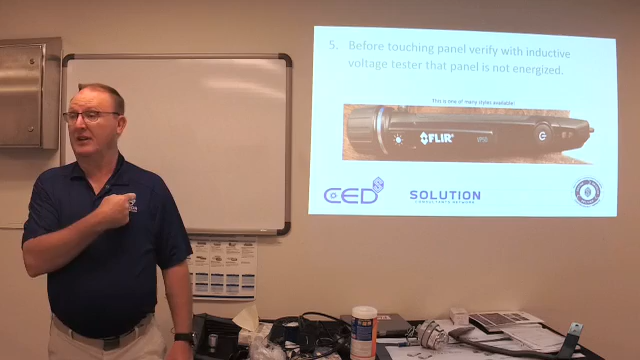 5. Before touching panel verify with inductive
voltage tester that panel is not energized.
This is one of many styles available!
FLIR
VP50
CED
SOLUTION
CONSULTANTS NETWORK